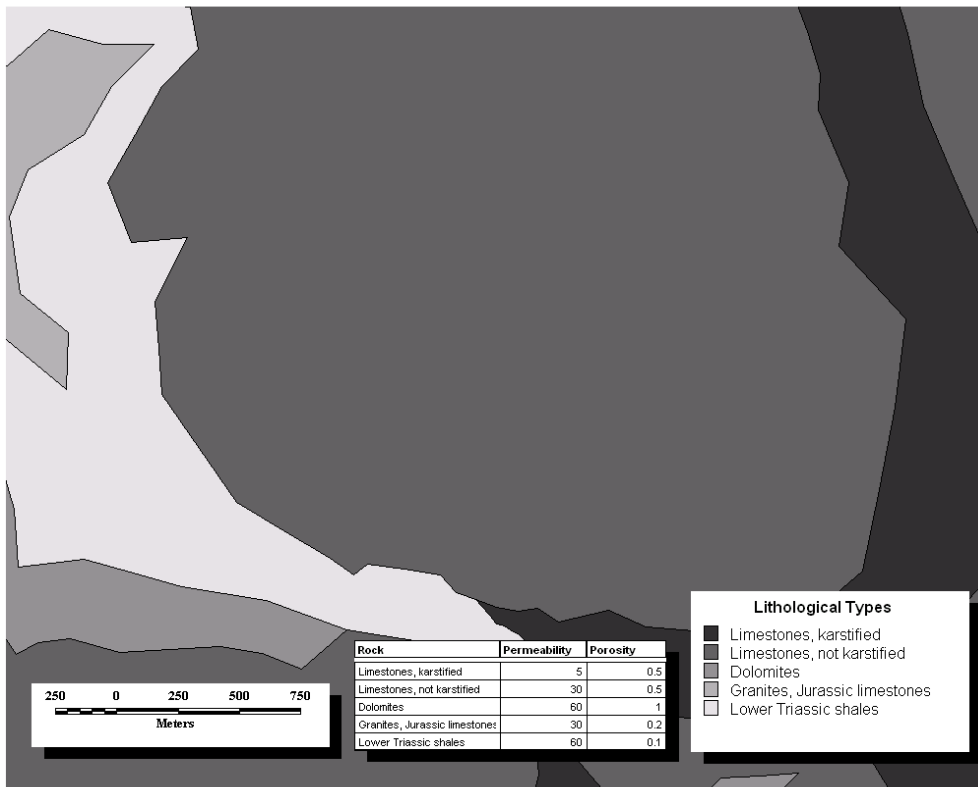 Rock Permeability Porosity
Limestones, karstified 5 0.5
Limestones, not karstified 30 0.5
Dolomites 60 1
Granites, Jurassic limestones 30 0.2
Lower Triassic shales 60 0.1
250 0 250 500 750
Meters
Lithological Types
Limestones, karstified
Limestones, not karstified
Dolomites
Granites, Jurassic limestones
Lower Triassic shales